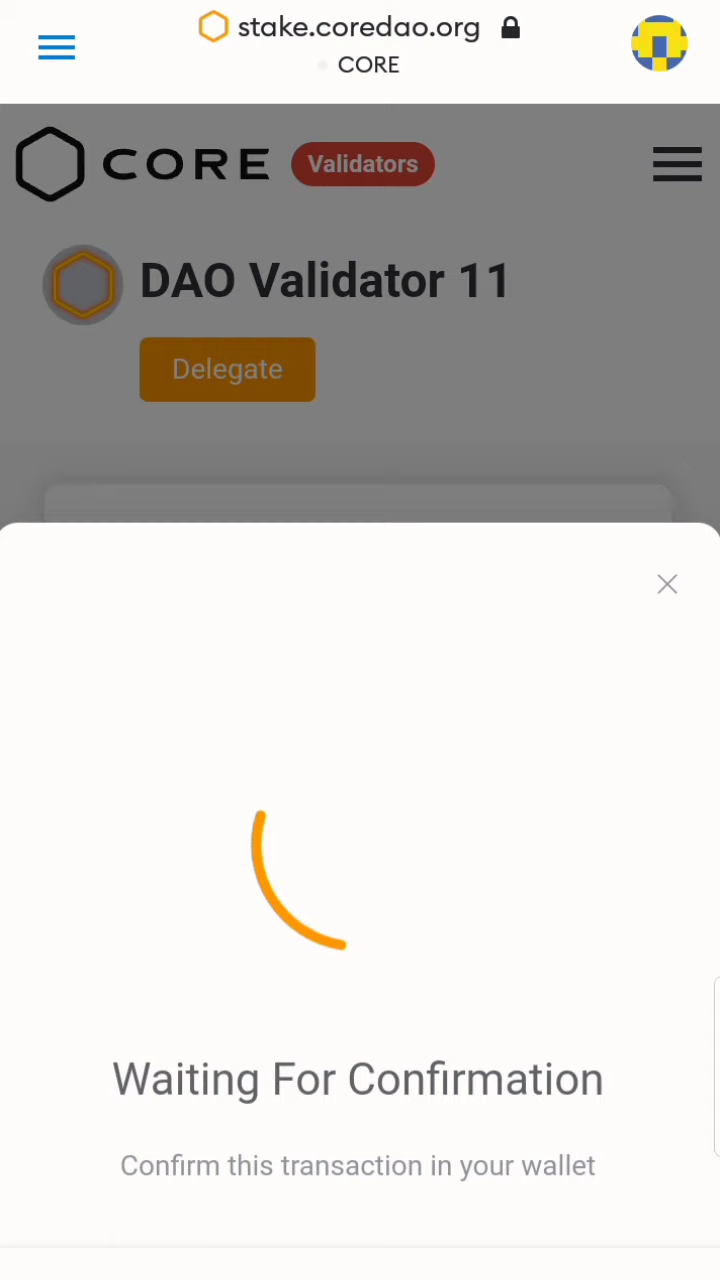 stake.coredao.org
CORE
CORE Validators
DAO Validator 11
Delegate
Waiting For Confirmation
Confirm this transaction in your wallet